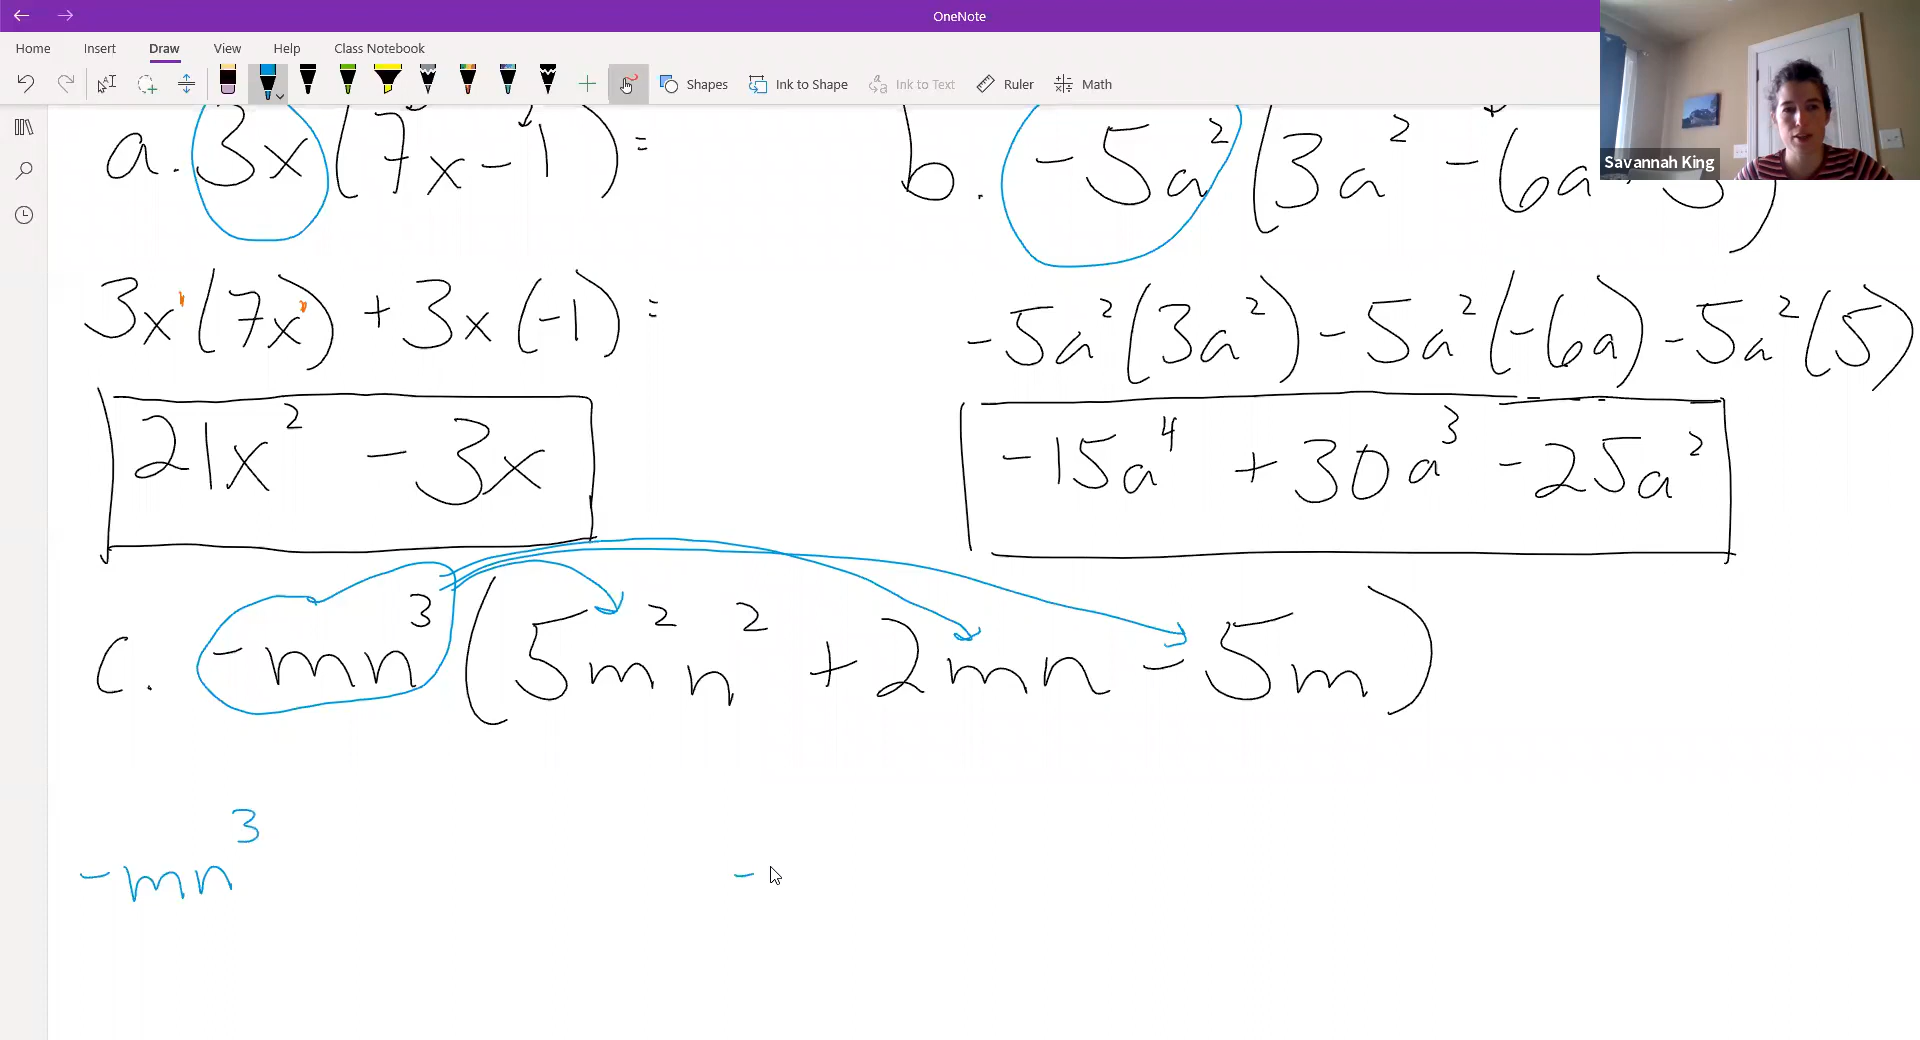 OneNote
Home Insert Draw View Help Class Notebook
Shapes Ink to Shape Ink to Text Ruler Math
Savannah King
a. 3x(7x-1) =
b. -5a²(3a² -6a
3x¹(7x¹) +3x(-1) =
-5a²(3a²) -5a²(-6a) -5a²(5)
21x² -3x
-15a⁴ +30a³ -25a²
c. -mn³(5m²n² +2mn -5m)
-mn³ -